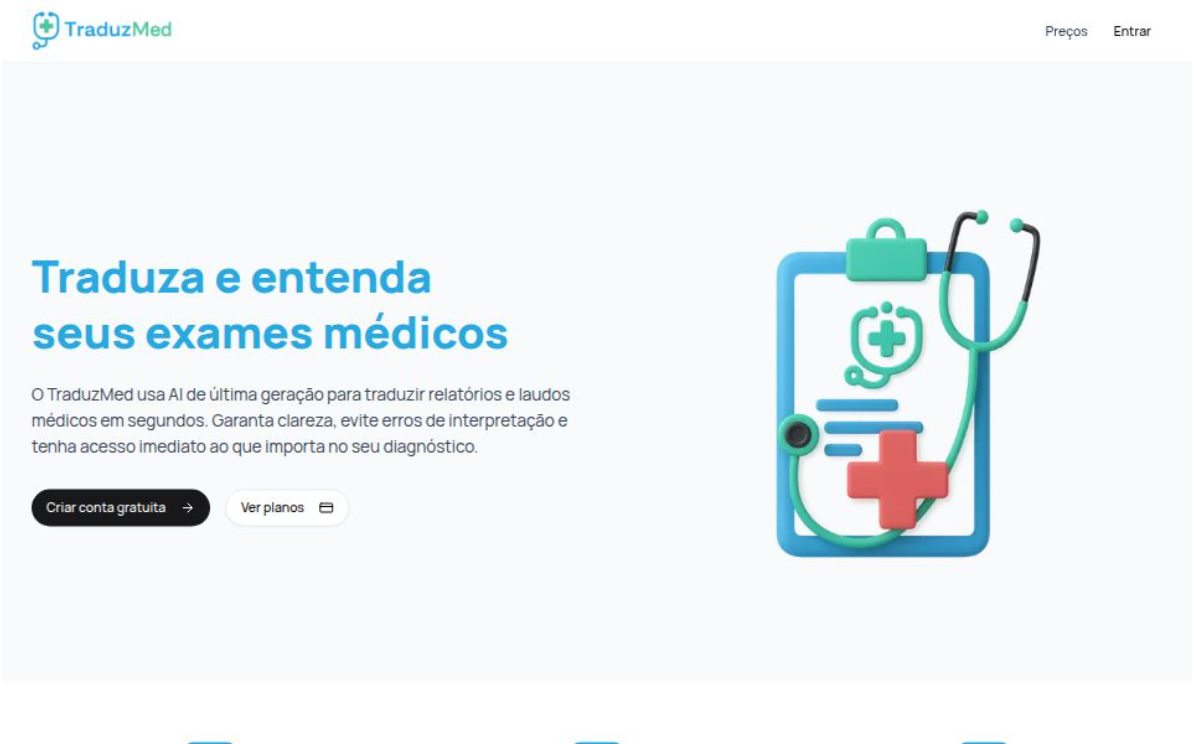 TraduzMed
Preços
Entrar
Traduza e entenda
seus exames médicos
O TraduzMed usa AI de última geração para traduzir relatórios e laudos
médicos em segundos. Garanta clareza, evite erros de interpretação e
tenha acesso imediato ao que importa no seu diagnóstico.
Criar conta gratuita →
Ver planos